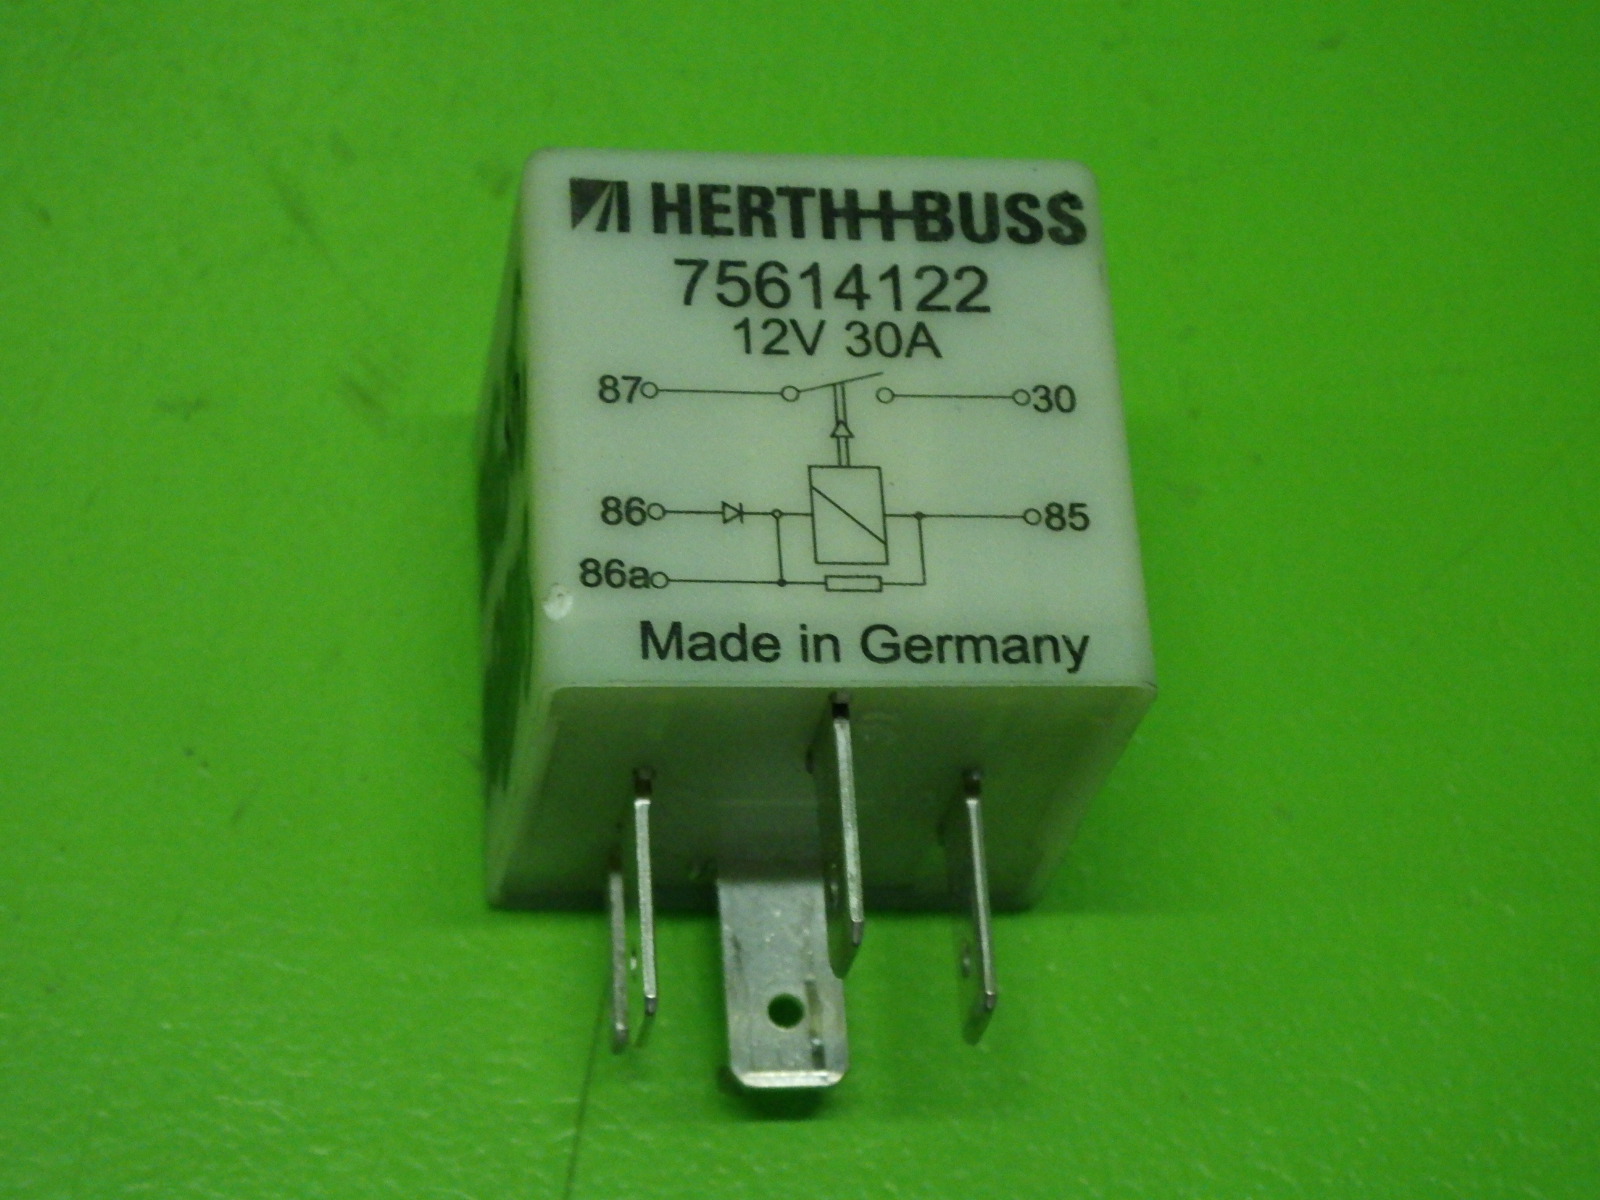 HERTH+BUSS
75614122
12V 30A
87 30
86 85
86a
Made in Germany